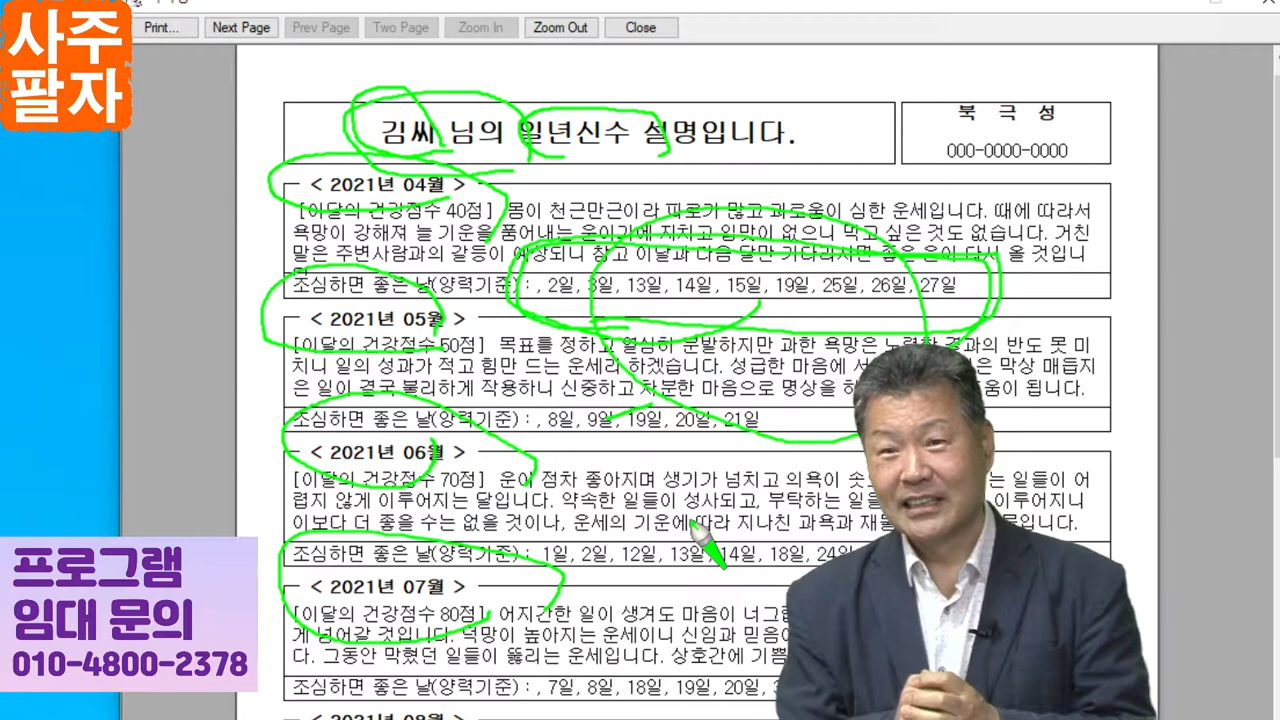 사주
팔자
Print...
Next Page
Prev Page
Two Page
Zoom In
Zoom Out
Close
김씨 님의 일년신수 설명입니다.
북 극 성
000-0000-0000
< 2021년 04월 >
[이달의 건강점수 40점] 몸이 천근만근이라 피로가 많고 괴로움이 심한 운세입니다. 때에 따라서
욕망이 강해져 늘 기운을 품어내는 운이기에 지치고 입맛이 없으니 먹고 싶은 것도 없습니다. 거친
말은 주변사람과의 갈등이 예상되니 참고 이달과 다음 달만 기다리시면 좋은 운이 다시 올 것입니
조심하면 좋은 날(양력기준) : , 2일, 3일, 13일, 14일, 15일, 19일, 25일, 26일, 27일
< 2021년 05월 >
[이달의 건강점수 50점] 목표를 정하고 열심히 분발하지만 과한 욕망은 노력한 결과의 반도 못 미
치니 일의 성과가 적고 힘만 드는 운세라 하겠습니다. 성급한 마음에 은 막상 매듭지
은 일이 결국 불리하게 작용하니 신중하고 차분한 마음으로 명상을 움이 됩니다.
조심하면 좋은 날(양력기준) : , 8일, 9일, 19일, 20일, 21일
< 2021년 06월 >
[이달의 건강점수 70점] 운이 점차 좋아지며 생기가 넘치고 의욕이 는 일들이 어
렵지 않게 이루어지는 달입니다. 약속한 일들이 성사되고, 부탁하는 이루어지니
이보다 더 좋을 수는 없을 것이나, 운세의 기운에 따라 지나친 과욕과
조심하면 좋은 날(양력기준) : , 1일, 2일, 12일, 13일, 14일, 18일, 24
< 2021년 07월 >
[이달의 건강점수 80점] 어지간한 일이 생겨도 마음이
게 넘어갈 것입니다. 덕망이 높아지는 운세이니 신임과
다. 그동안 막혔던 일들이 뚫리는 운세입니다. 상호간에
조심하면 좋은 날(양력기준) : , 7일, 8일, 18일, 19일, 20일,
< 2021년 08월 >
프로그램
임대 문의
010-4800-2378